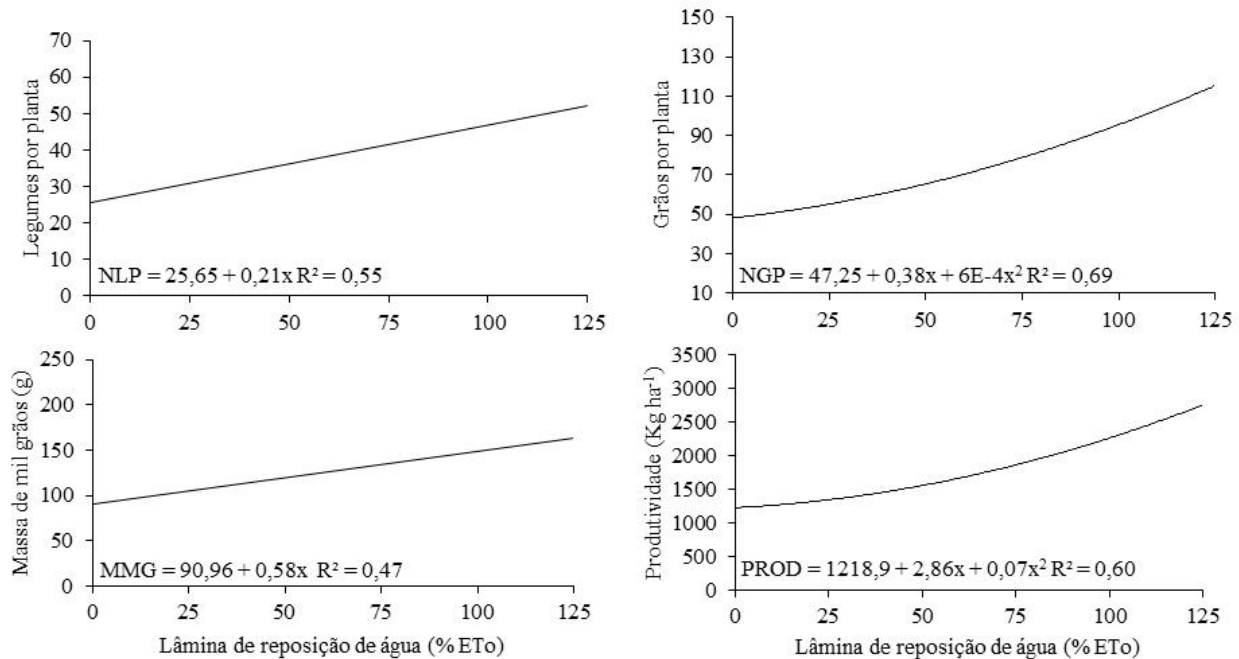 Legumes por planta
70
60
50
40
30
20
10
0
NLP = 25,65 + 0,21x R² = 0,55
0 25 50 75 100 125
Grãos por planta
150
130
110
90
70
50
30
10
NGP = 47,25 + 0,38x + 6E-4x² R² = 0,69
0 25 50 75 100 125
Massa de mil grãos (g)
250
200
150
100
50
0
MMG = 90,96 + 0,58x R² = 0,47
0 25 50 75 100 125
Lâmina de reposição de água (% ETo)
Produtividade (Kg ha⁻¹)
3500
3000
2500
2000
1500
1000
500
0
PROD = 1218,9 + 2,86x + 0,07x² R² = 0,60
0 25 50 75 100 125
Lâmina de reposição de água (% ETo)